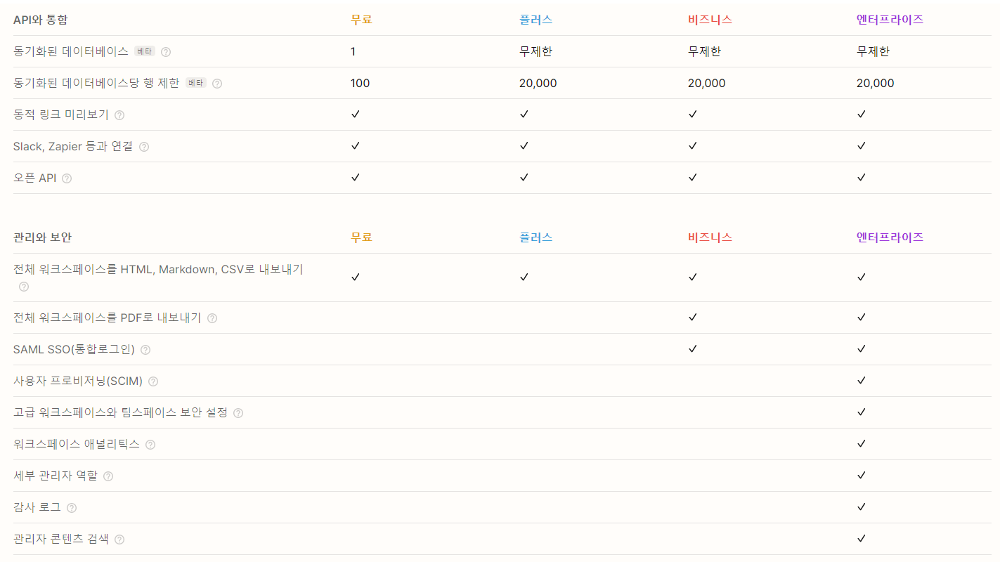 API와 통합 무료 플러스 비즈니스 엔터프라이즈
동기화된 데이터베이스 베타 ? 1 무제한 무제한 무제한
동기화된 데이터베이스당 행 제한 베타 ? 100 20,000 20,000 20,000
동적 링크 미리보기 ? ✓ ✓ ✓ ✓
Slack, Zapier 등과 연결 ? ✓ ✓ ✓ ✓
오픈 API ? ✓ ✓ ✓ ✓
관리와 보안 무료 플러스 비즈니스 엔터프라이즈
전체 워크스페이스를 HTML, Markdown, CSV로 내보내기 ✓ ✓ ✓ ✓
?
전체 워크스페이스를 PDF로 내보내기 ? ✓ ✓
SAML SSO(통합로그인) ? ✓ ✓
사용자 프로비저닝(SCIM) ? ✓
고급 워크스페이스와 팀스페이스 보안 설정 ? ✓
워크스페이스 애널리틱스 ? ✓
세부 관리자 역할 ? ✓
감사 로그 ? ✓
관리자 콘텐츠 검색 ? ✓